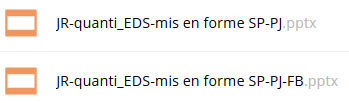 JR-quanti_EDS-mis en forme SP-PJ.pptx
JR-quanti_EDS-mis en forme SP-PJ-FB.pptx